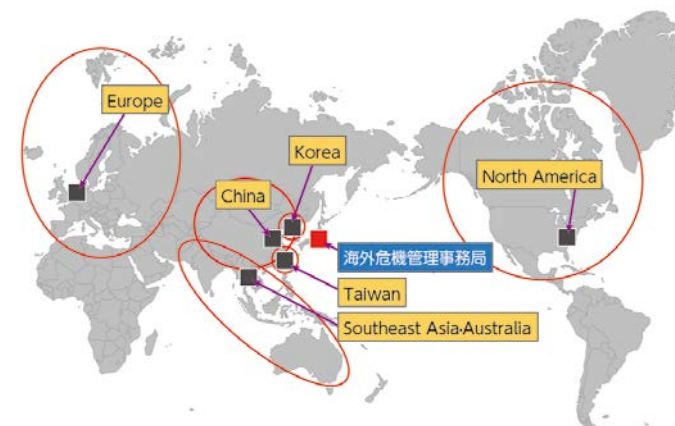 Europe
Korea
China
North America
海外危機管理事務局
Taiwan
Southeast Asia･Australia